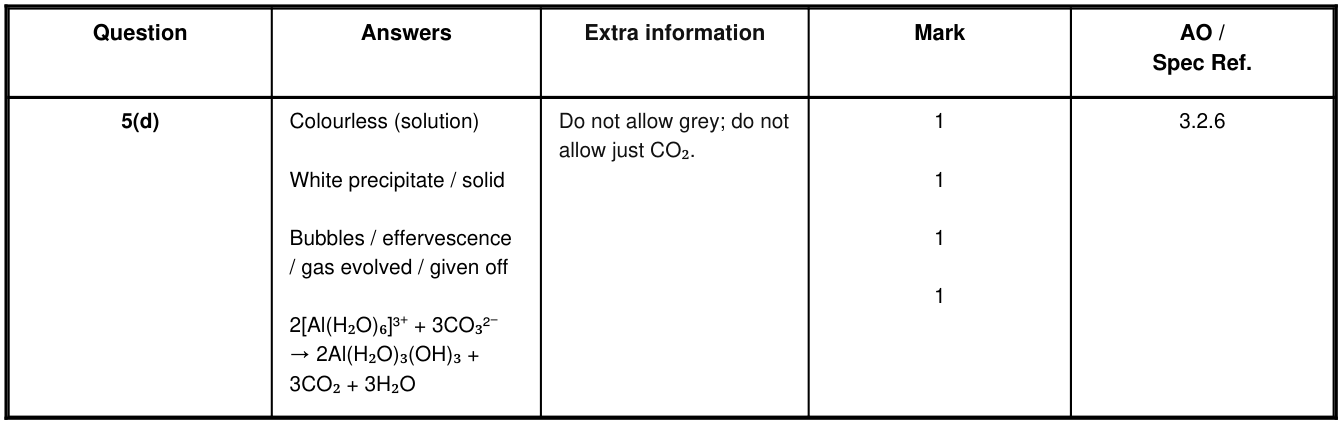 Question
Answers
Extra information
Mark
AO /
Spec Ref.
5(d)
Colourless (solution)
White precipitate / solid
Bubbles / effervescence
/ gas evolved / given off
2[Al(H₂O)₆]³⁺ + 3CO₃²⁻
→ 2Al(H₂O)₃(OH)₃ +
3CO₂ + 3H₂O
Do not allow grey; do not
allow just CO₂.
1
1
1
1
3.2.6